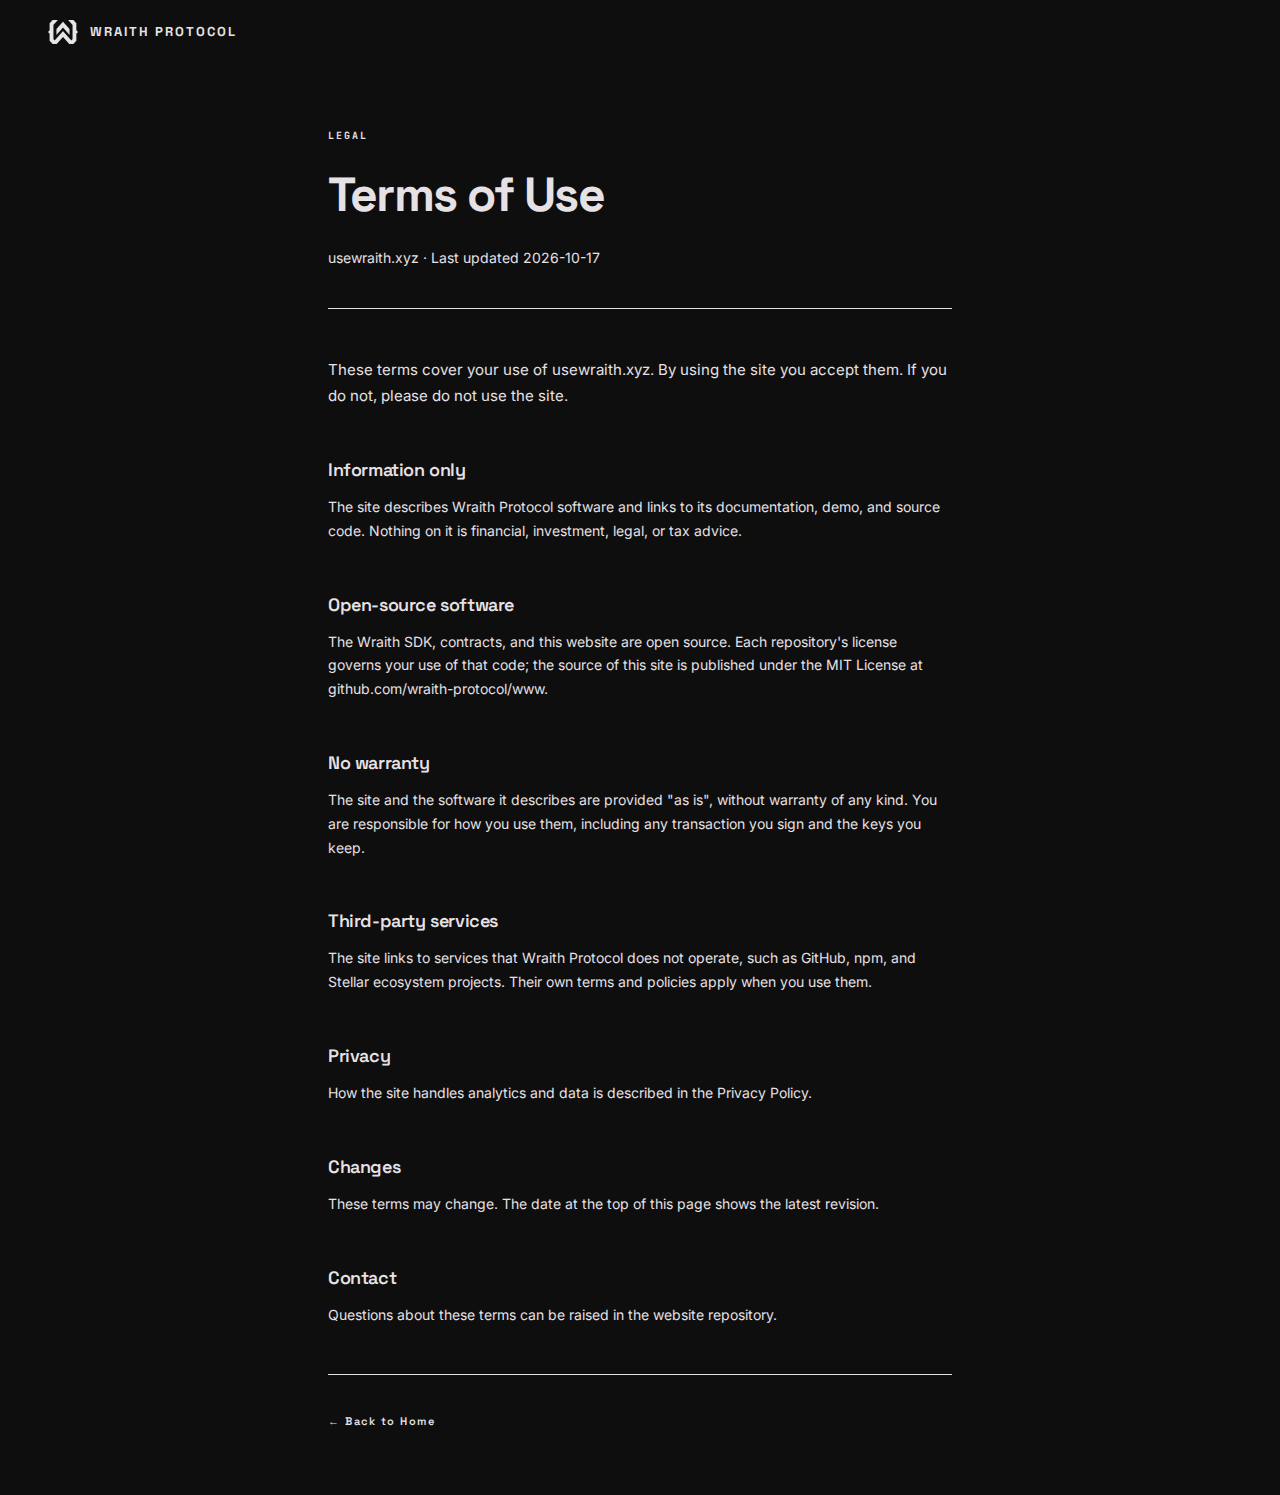 WRAITH PROTOCOL
LEGAL
Terms of Use
usewraith.xyz · Last updated 2026-10-17
These terms cover your use of usewraith.xyz. By using the site you accept them. If you
do not, please do not use the site.
Information only
The site describes Wraith Protocol software and links to its documentation, demo, and source
code. Nothing on it is financial, investment, legal, or tax advice.
Open-source software
The Wraith SDK, contracts, and this website are open source. Each repository's license
governs your use of that code; the source of this site is published under the MIT License at
github.com/wraith-protocol/www.
No warranty
The site and the software it describes are provided "as is", without warranty of any kind. You
are responsible for how you use them, including any transaction you sign and the keys you
keep.
Third-party services
The site links to services that Wraith Protocol does not operate, such as GitHub, npm, and
Stellar ecosystem projects. Their own terms and policies apply when you use them.
Privacy
How the site handles analytics and data is described in the Privacy Policy.
Changes
These terms may change. The date at the top of this page shows the latest revision.
Contact
Questions about these terms can be raised in the website repository.
← Back to Home